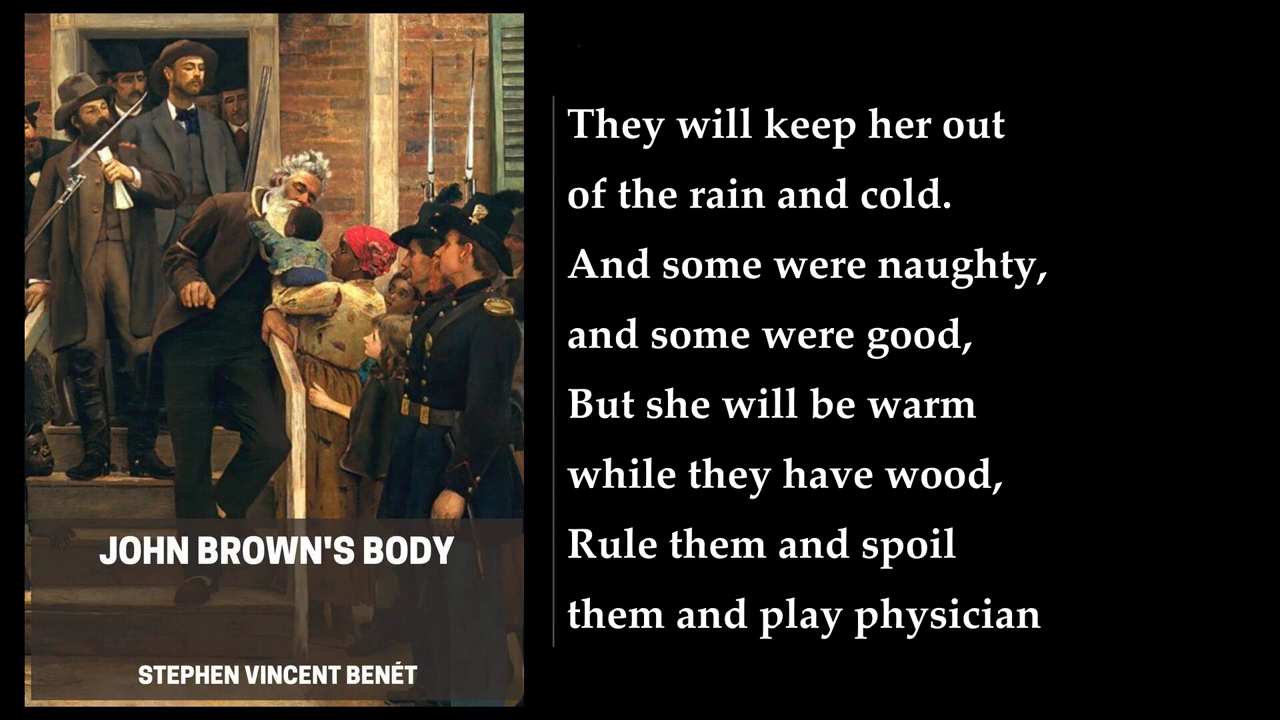 JOHN BROWN'S BODY
STEPHEN VINCENT BENÉT
They will keep her out
of the rain and cold.
And some were naughty,
and some were good,
But she will be warm
while they have wood,
Rule them and spoil
them and play physician